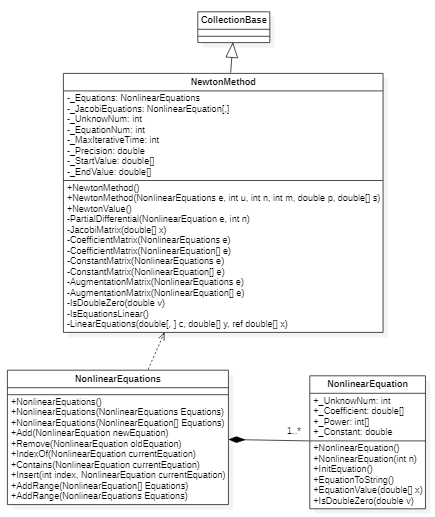 CollectionBase
NewtonMethod
-_Equations: NonlinearEquations
-_JacobiEquations: NonlinearEquation[,]
-_UnknowNum: int
-_EquationNum: int
-_MaxIterativeTime: int
-_Precision: double
-_StartValue: double[]
-_EndValue: double[]
+NewtonMethod()
+NewtonMethod(NonlinearEquations e, int u, int n, int m, double p, double[] s)
+NewtonValue()
-PartialDifferential(NonlinearEquation e, int n)
-JacobiMatrix(double[] x)
-CoefficientMatrix(NonlinearEquations e)
-CoefficientMatrix(NonlinearEquation[] e)
-ConstantMatrix(NonlinearEquations e)
-ConstantMatrix(NonlinearEquation[] e)
-AugmentationMatrix(NonlinearEquations e)
-AugmentationMatrix(NonlinearEquation[] e)
-IsDoubleZero(double v)
-IsEquationsLinear()
-LinearEquations(double[, ] c, double[] y, ref double[] x)
NonlinearEquations
+NonlinearEquations()
+NonlinearEquations(NonlinearEquations Equations)
+NonlinearEquations(NonlinearEquation[] Equations)
+Add(NonlinearEquation newEquation)
+Remove(NonlinearEquation oldEquation)
+IndexOf(NonlinearEquation currentEquation)
+Contains(NonlinearEquation currentEquation)
+Insert(int index, NonlinearEquation currentEquation)
+AddRange(NonlinearEquation[] Equations)
+AddRange(NonlinearEquations Equations)
1..*
NonlinearEquation
+_UnknowNum: int
+_Coefficient: double[]
+_Power: int[]
+_Constant: double
+NonlinearEquation()
+NonlinearEquation(int n)
+InitEquation()
+EquationToString()
+EquationValue(double[] x)
+IsDoubleZero(double v)